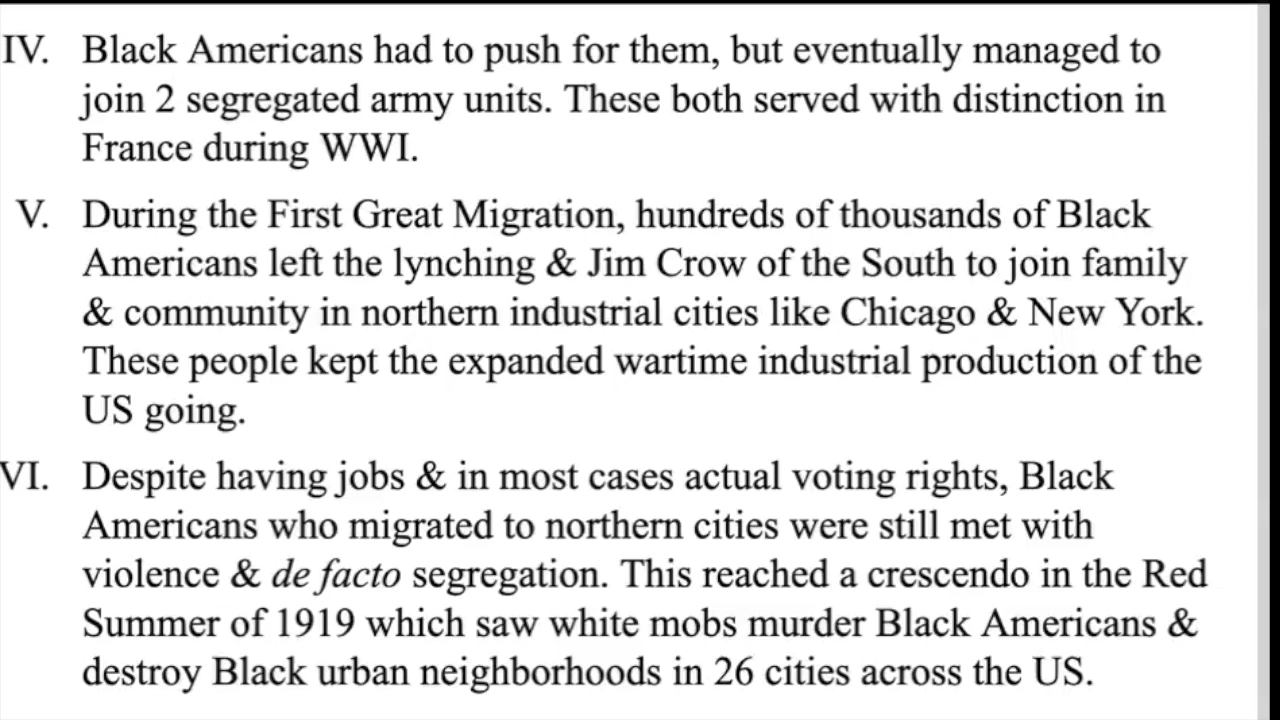 IV. Black Americans had to push for them, but eventually managed to
join 2 segregated army units. These both served with distinction in
France during WWI.
V. During the First Great Migration, hundreds of thousands of Black
Americans left the lynching & Jim Crow of the South to join family
& community in northern industrial cities like Chicago & New York.
These people kept the expanded wartime industrial production of the
US going.
VI. Despite having jobs & in most cases actual voting rights, Black
Americans who migrated to northern cities were still met with
violence & de facto segregation. This reached a crescendo in the Red
Summer of 1919 which saw white mobs murder Black Americans &
destroy Black urban neighborhoods in 26 cities across the US.